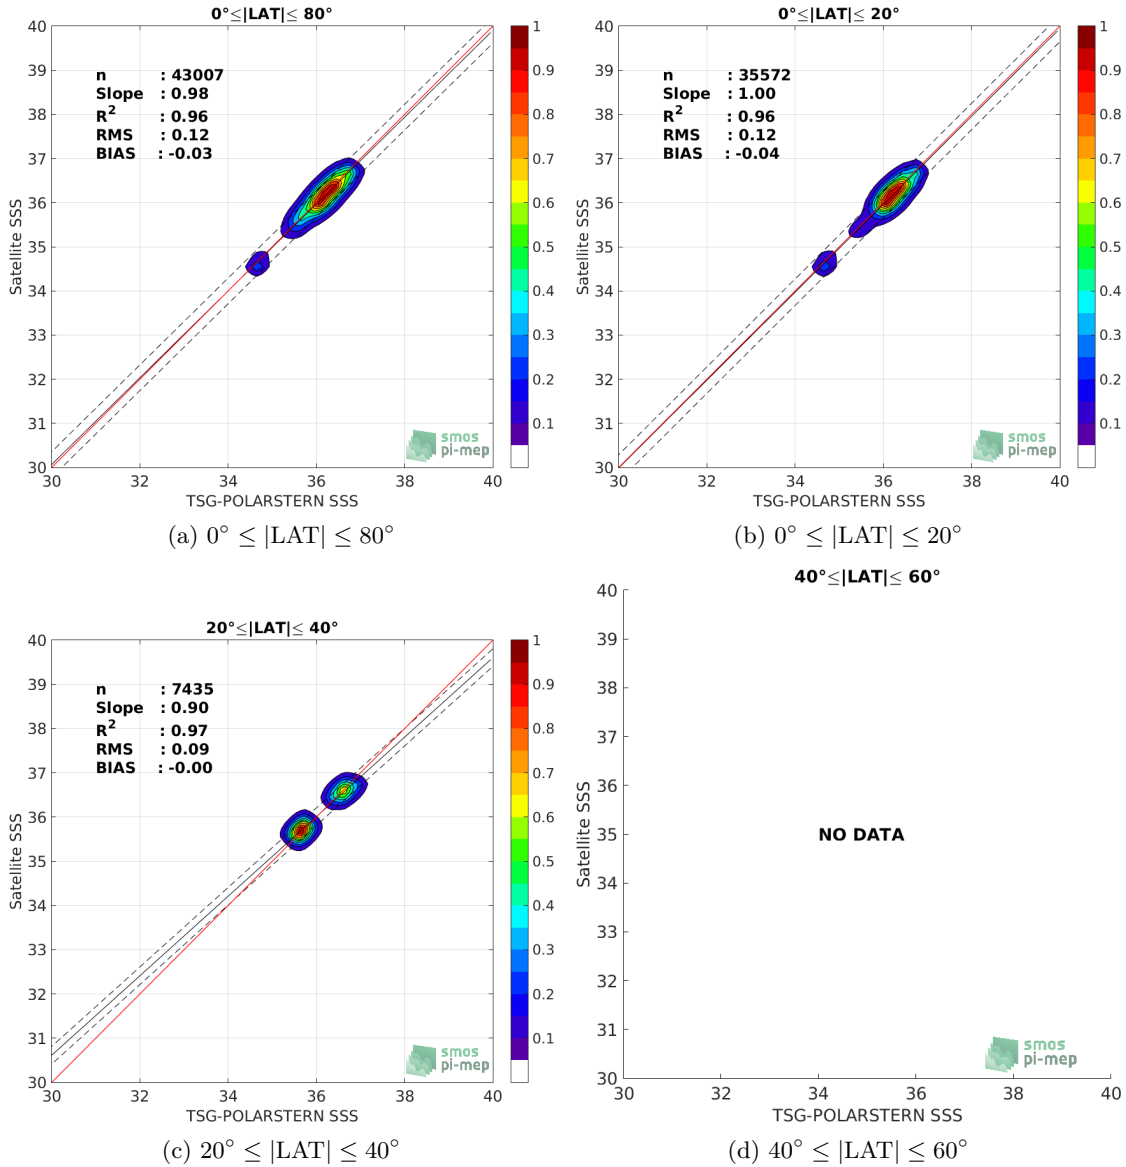 0°≤|LAT|≤ 80°
40
39
38
37
36
35
34
33
32
31
30
30
32
34
36
38
40
Satellite SSS
TSG-POLARSTERN SSS
n : 43007
Slope : 0.98
R² : 0.96
RMS : 0.12
BIAS : -0.03
smos
pi-mep
1
0.9
0.8
0.7
0.6
0.5
0.4
0.3
0.2
0.1
(a) 0° ≤ |LAT| ≤ 80°
0°≤|LAT|≤ 20°
40
39
38
37
36
35
34
33
32
31
30
30
32
34
36
38
40
Satellite SSS
TSG-POLARSTERN SSS
n : 35572
Slope : 1.00
R² : 0.96
RMS : 0.12
BIAS : -0.04
smos
pi-mep
1
0.9
0.8
0.7
0.6
0.5
0.4
0.3
0.2
0.1
(b) 0° ≤ |LAT| ≤ 20°
20°≤|LAT|≤ 40°
40
39
38
37
36
35
34
33
32
31
30
30
32
34
36
38
40
Satellite SSS
TSG-POLARSTERN SSS
n : 7435
Slope : 0.90
R² : 0.97
RMS : 0.09
BIAS : -0.00
smos
pi-mep
1
0.9
0.8
0.7
0.6
0.5
0.4
0.3
0.2
0.1
(c) 20° ≤ |LAT| ≤ 40°
40°≤|LAT|≤ 60°
40
39
38
37
36
35
34
33
32
31
30
30
32
34
36
38
40
Satellite SSS
TSG-POLARSTERN SSS
NO DATA
smos
pi-mep
(d) 40° ≤ |LAT| ≤ 60°